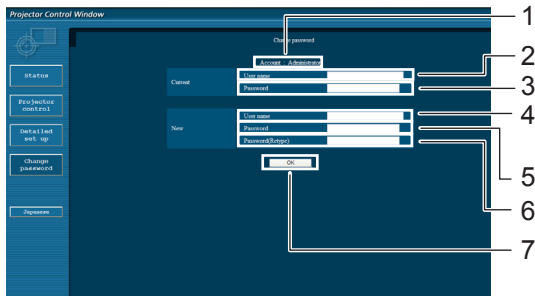 Projector Control Window
Change password
Account : Administrator
Current
User name
Password
New
User name
Password
Password(Retype)
OK
Status
Projector
control
Detailed
set up
Change
password
Japanese
1
2
3
4
5
6
7